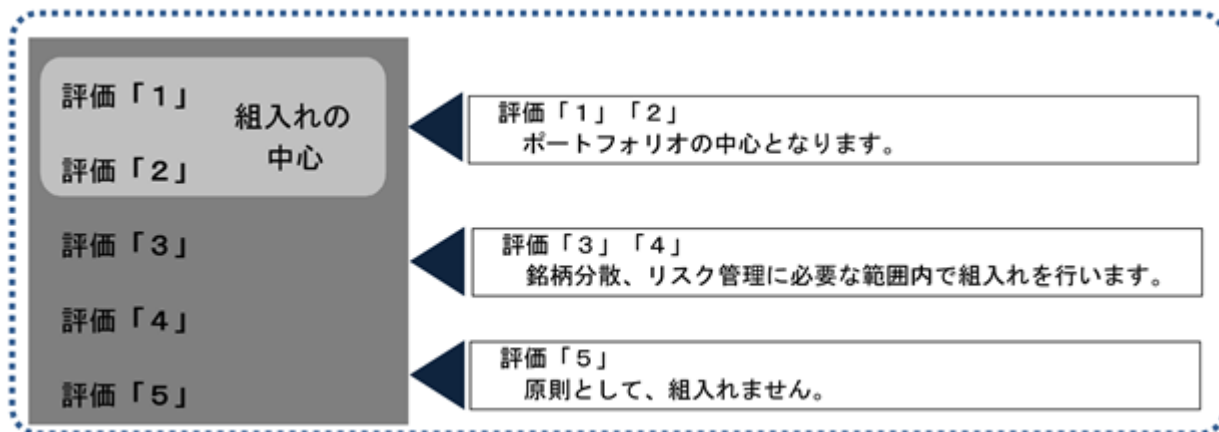 評価「１」
評価「２」
組入れの
中心
評価「３」
評価「４」
評価「５」
評価「１」「２」
ポートフォリオの中心となります。
評価「３」「４」
銘柄分散、リスク管理に必要な範囲内で組入れを行います。
評価「５」
原則として、組入れません。